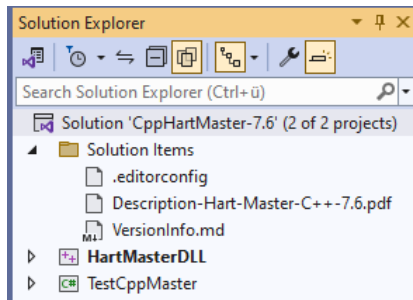 Solution Explorer
Search Solution Explorer (Ctrl+ü)
Solution 'CppHartMaster-7.6' (2 of 2 projects)
Solution Items
.editorconfig
Description-Hart-Master-C++-7.6.pdf
M↓ VersionInfo.md
++ HartMasterDLL
C# TestCppMaster